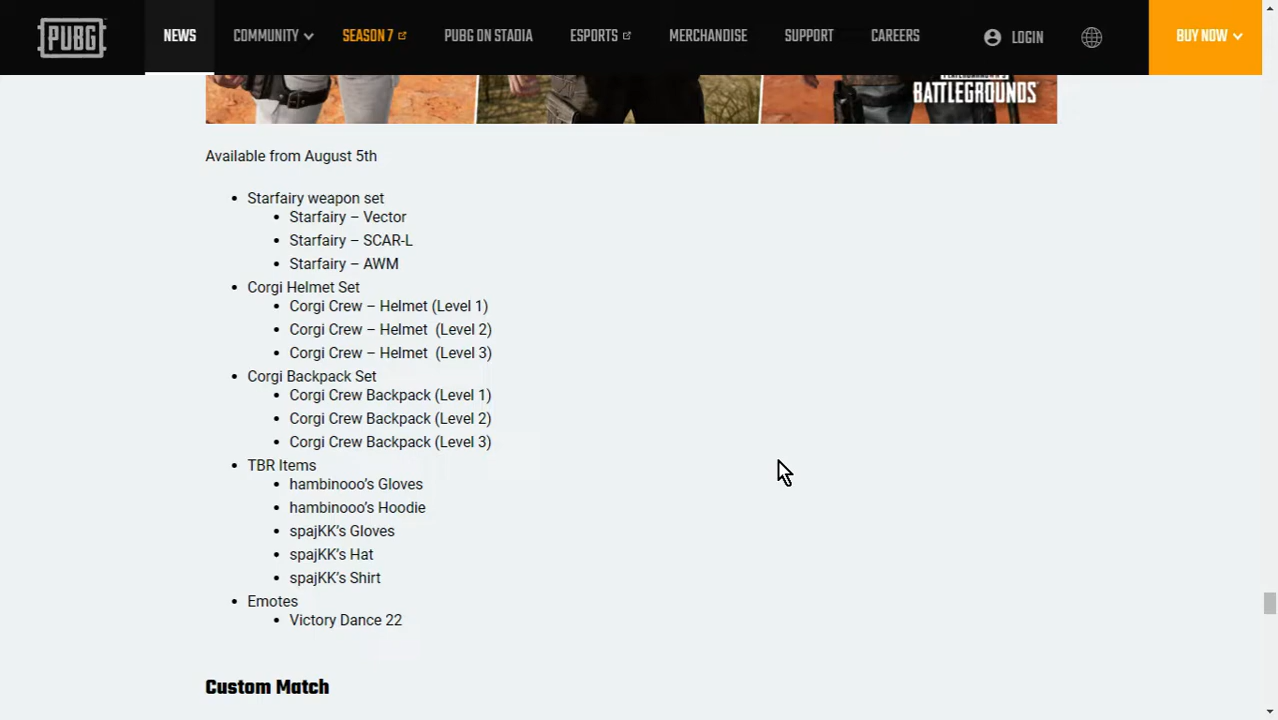 PUBG
NEWS
COMMUNITY
SEASON 7
PUBG ON STADIA
ESPORTS
MERCHANDISE
SUPPORT
CAREERS
LOGIN
BUY NOW
BATTLEGROUNDS
Available from August 5th
Starfairy weapon set
Starfairy – Vector
Starfairy – SCAR-L
Starfairy – AWM
Corgi Helmet Set
Corgi Crew – Helmet (Level 1)
Corgi Crew – Helmet  (Level 2)
Corgi Crew – Helmet  (Level 3)
Corgi Backpack Set
Corgi Crew Backpack (Level 1)
Corgi Crew Backpack (Level 2)
Corgi Crew Backpack (Level 3)
TBR Items
hambinooo’s Gloves
hambinooo’s Hoodie
spajKK’s Gloves
spajKK’s Hat
spajKK’s Shirt
Emotes
Victory Dance 22
Custom Match